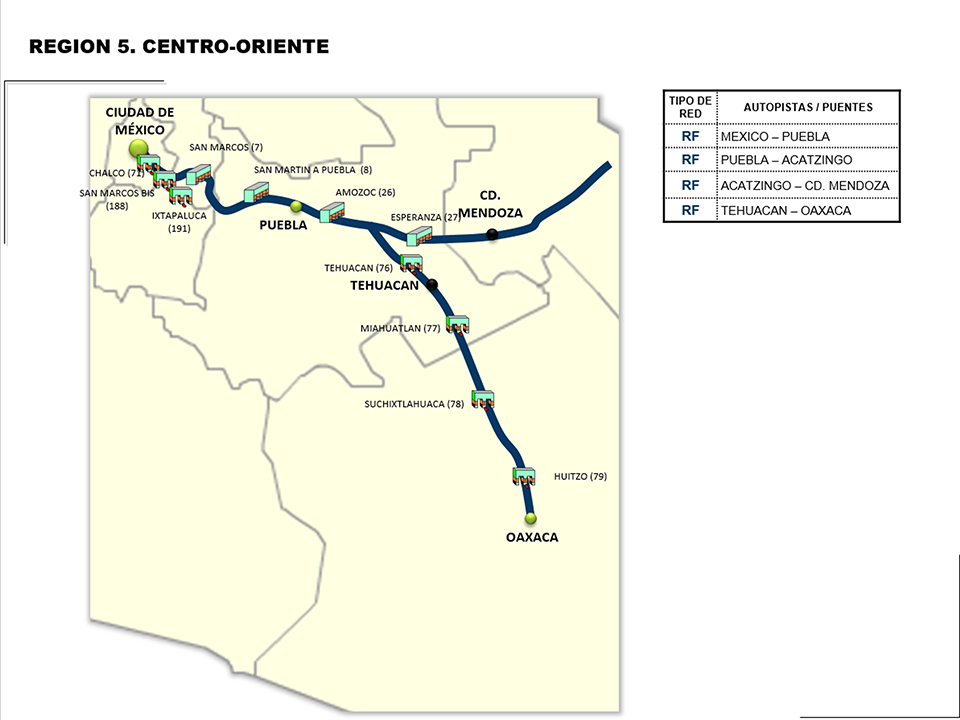 REGION 5. CENTRO-ORIENTE
CIUDAD DE
MÉXICO
SAN MARCOS (7)
CHALCO (71)
SAN MARTIN A PUEBLA (8)
SAN MARCOS BIS
(188)
AMOZOC (26)
CD.
MENDOZA
IXTAPALUCA
(191)
PUEBLA
ESPERANZA (27)
TEHUACAN (76)
TEHUACAN
MIAHUATLAN (77)
SUCHIXTLAHUACA (78)
HUITZO (79)
OAXACA
TIPO DE
RED
AUTOPISTAS / PUENTES
RF MEXICO – PUEBLA
RF PUEBLA – ACATZINGO
RF ACATZINGO – CD. MENDOZA
RF TEHUACAN – OAXACA